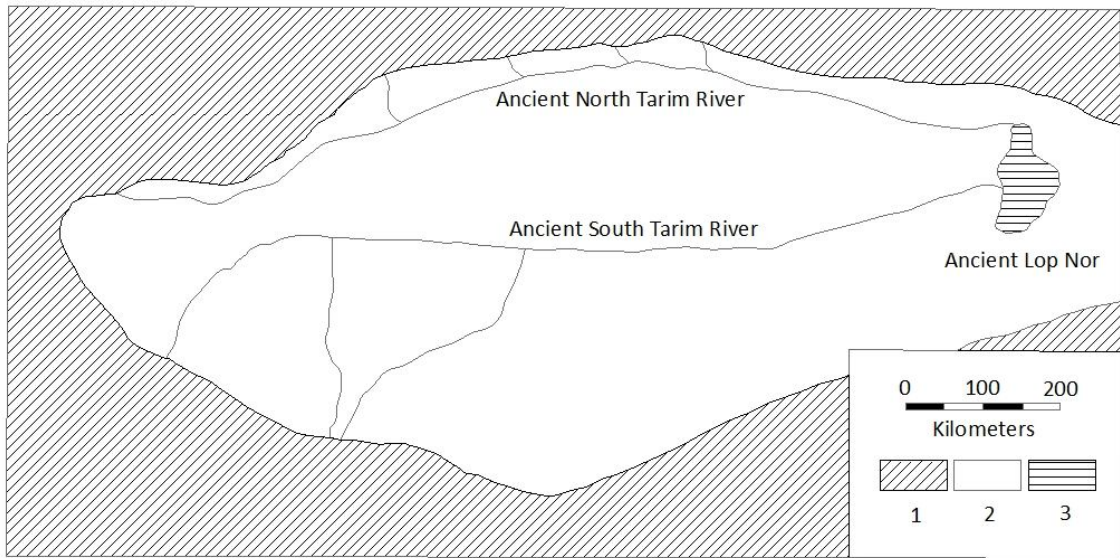 Ancient North Tarim River
Ancient South Tarim River
Ancient Lop Nor
0 100 200
Kilometers
1 2 3